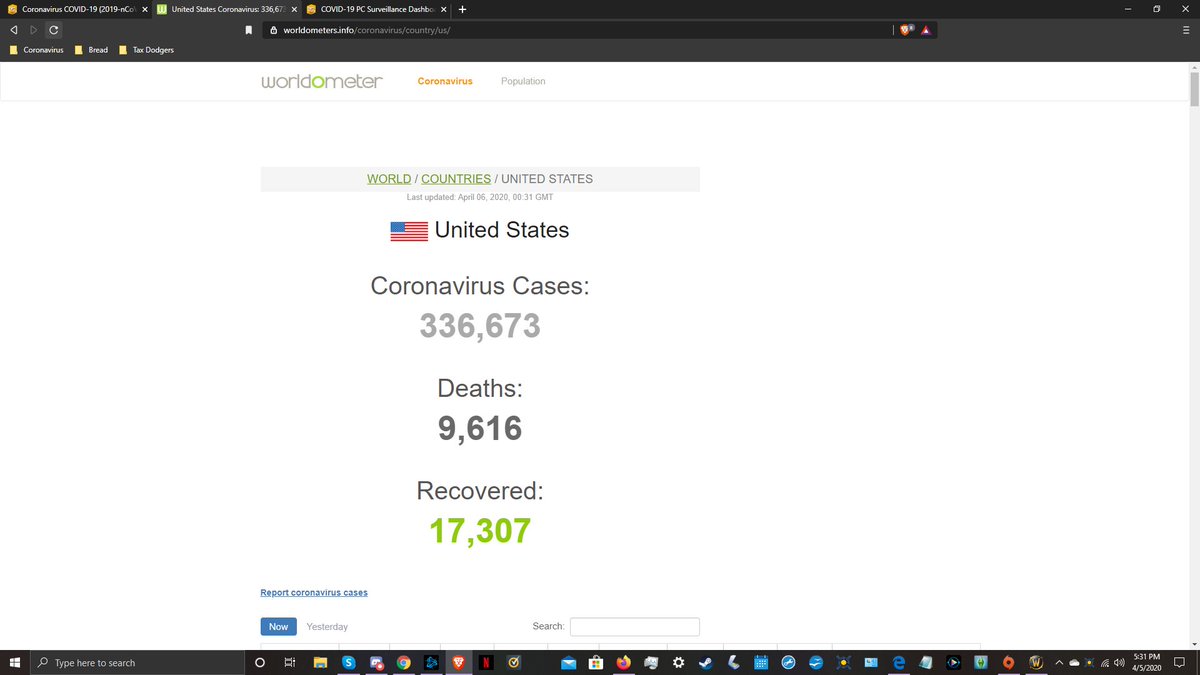 Coronavirus COVID-19 (2019-nCoV
United States Coronavirus: 336,673
COVID-19 PC Surveillance Dashbo
worldometers.info/coronavirus/country/us/
Coronavirus
Bread
Tax Dodgers
worldometer
Coronavirus
Population
WORLD / COUNTRIES / UNITED STATES
Last updated: April 06, 2020, 00:31 GMT
United States
Coronavirus Cases:
336,673
Deaths:
9,616
Recovered:
17,307
Report coronavirus cases
Now
Yesterday
Search:
Type here to search
5:31 PM
4/5/2020